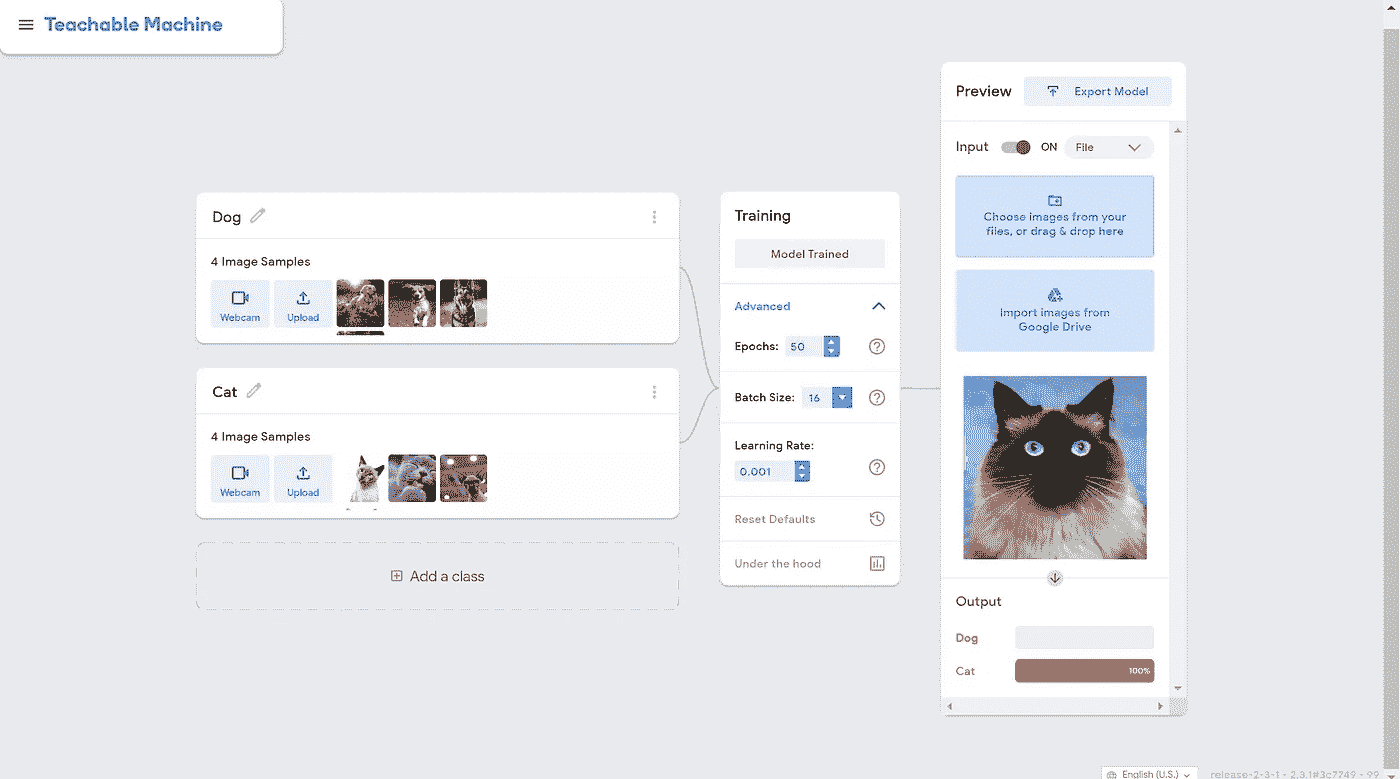 Teachable Machine
Dog
4 Image Samples
Webcam
Upload
Cat
4 Image Samples
Webcam
Upload
Add a class
Training
Model Trained
Advanced
Epochs: 50
Batch Size: 16
Learning Rate:
0.001
Reset Defaults
Under the hood
Preview
Export Model
Input ON File
Choose images from your
files, or drag & drop here
Import images from
Google Drive
Output
Dog
Cat 100%
English (U.S.)
release-2-3-1 - 2.3.1#3c7749 - 99